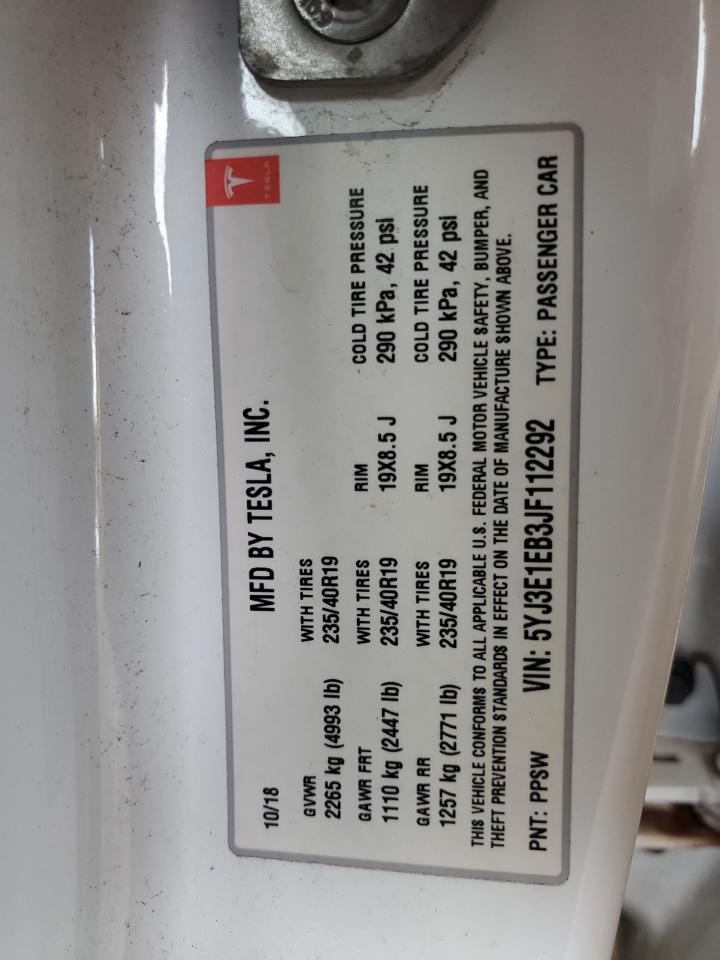 TESLA
10/18 MFD BY TESLA, INC.
GVWR WITH TIRES
2265 kg (4993 lb) 235/40R19
GAWR FRT WITH TIRES RIM COLD TIRE PRESSURE
1110 kg (2447 lb) 235/40R19 19X8.5 J 290 kPa, 42 psi
GAWR RR WITH TIRES RIM COLD TIRE PRESSURE
1257 kg (2771 lb) 235/40R19 19X8.5 J 290 kPa, 42 psi
THIS VEHICLE CONFORMS TO ALL APPLICABLE U.S. FEDERAL MOTOR VEHICLE SAFETY, BUMPER, AND
THEFT PREVENTION STANDARDS IN EFFECT ON THE DATE OF MANUFACTURE SHOWN ABOVE.
PNT: PPSW VIN: 5YJ3E1EB3JF112292 TYPE: PASSENGER CAR